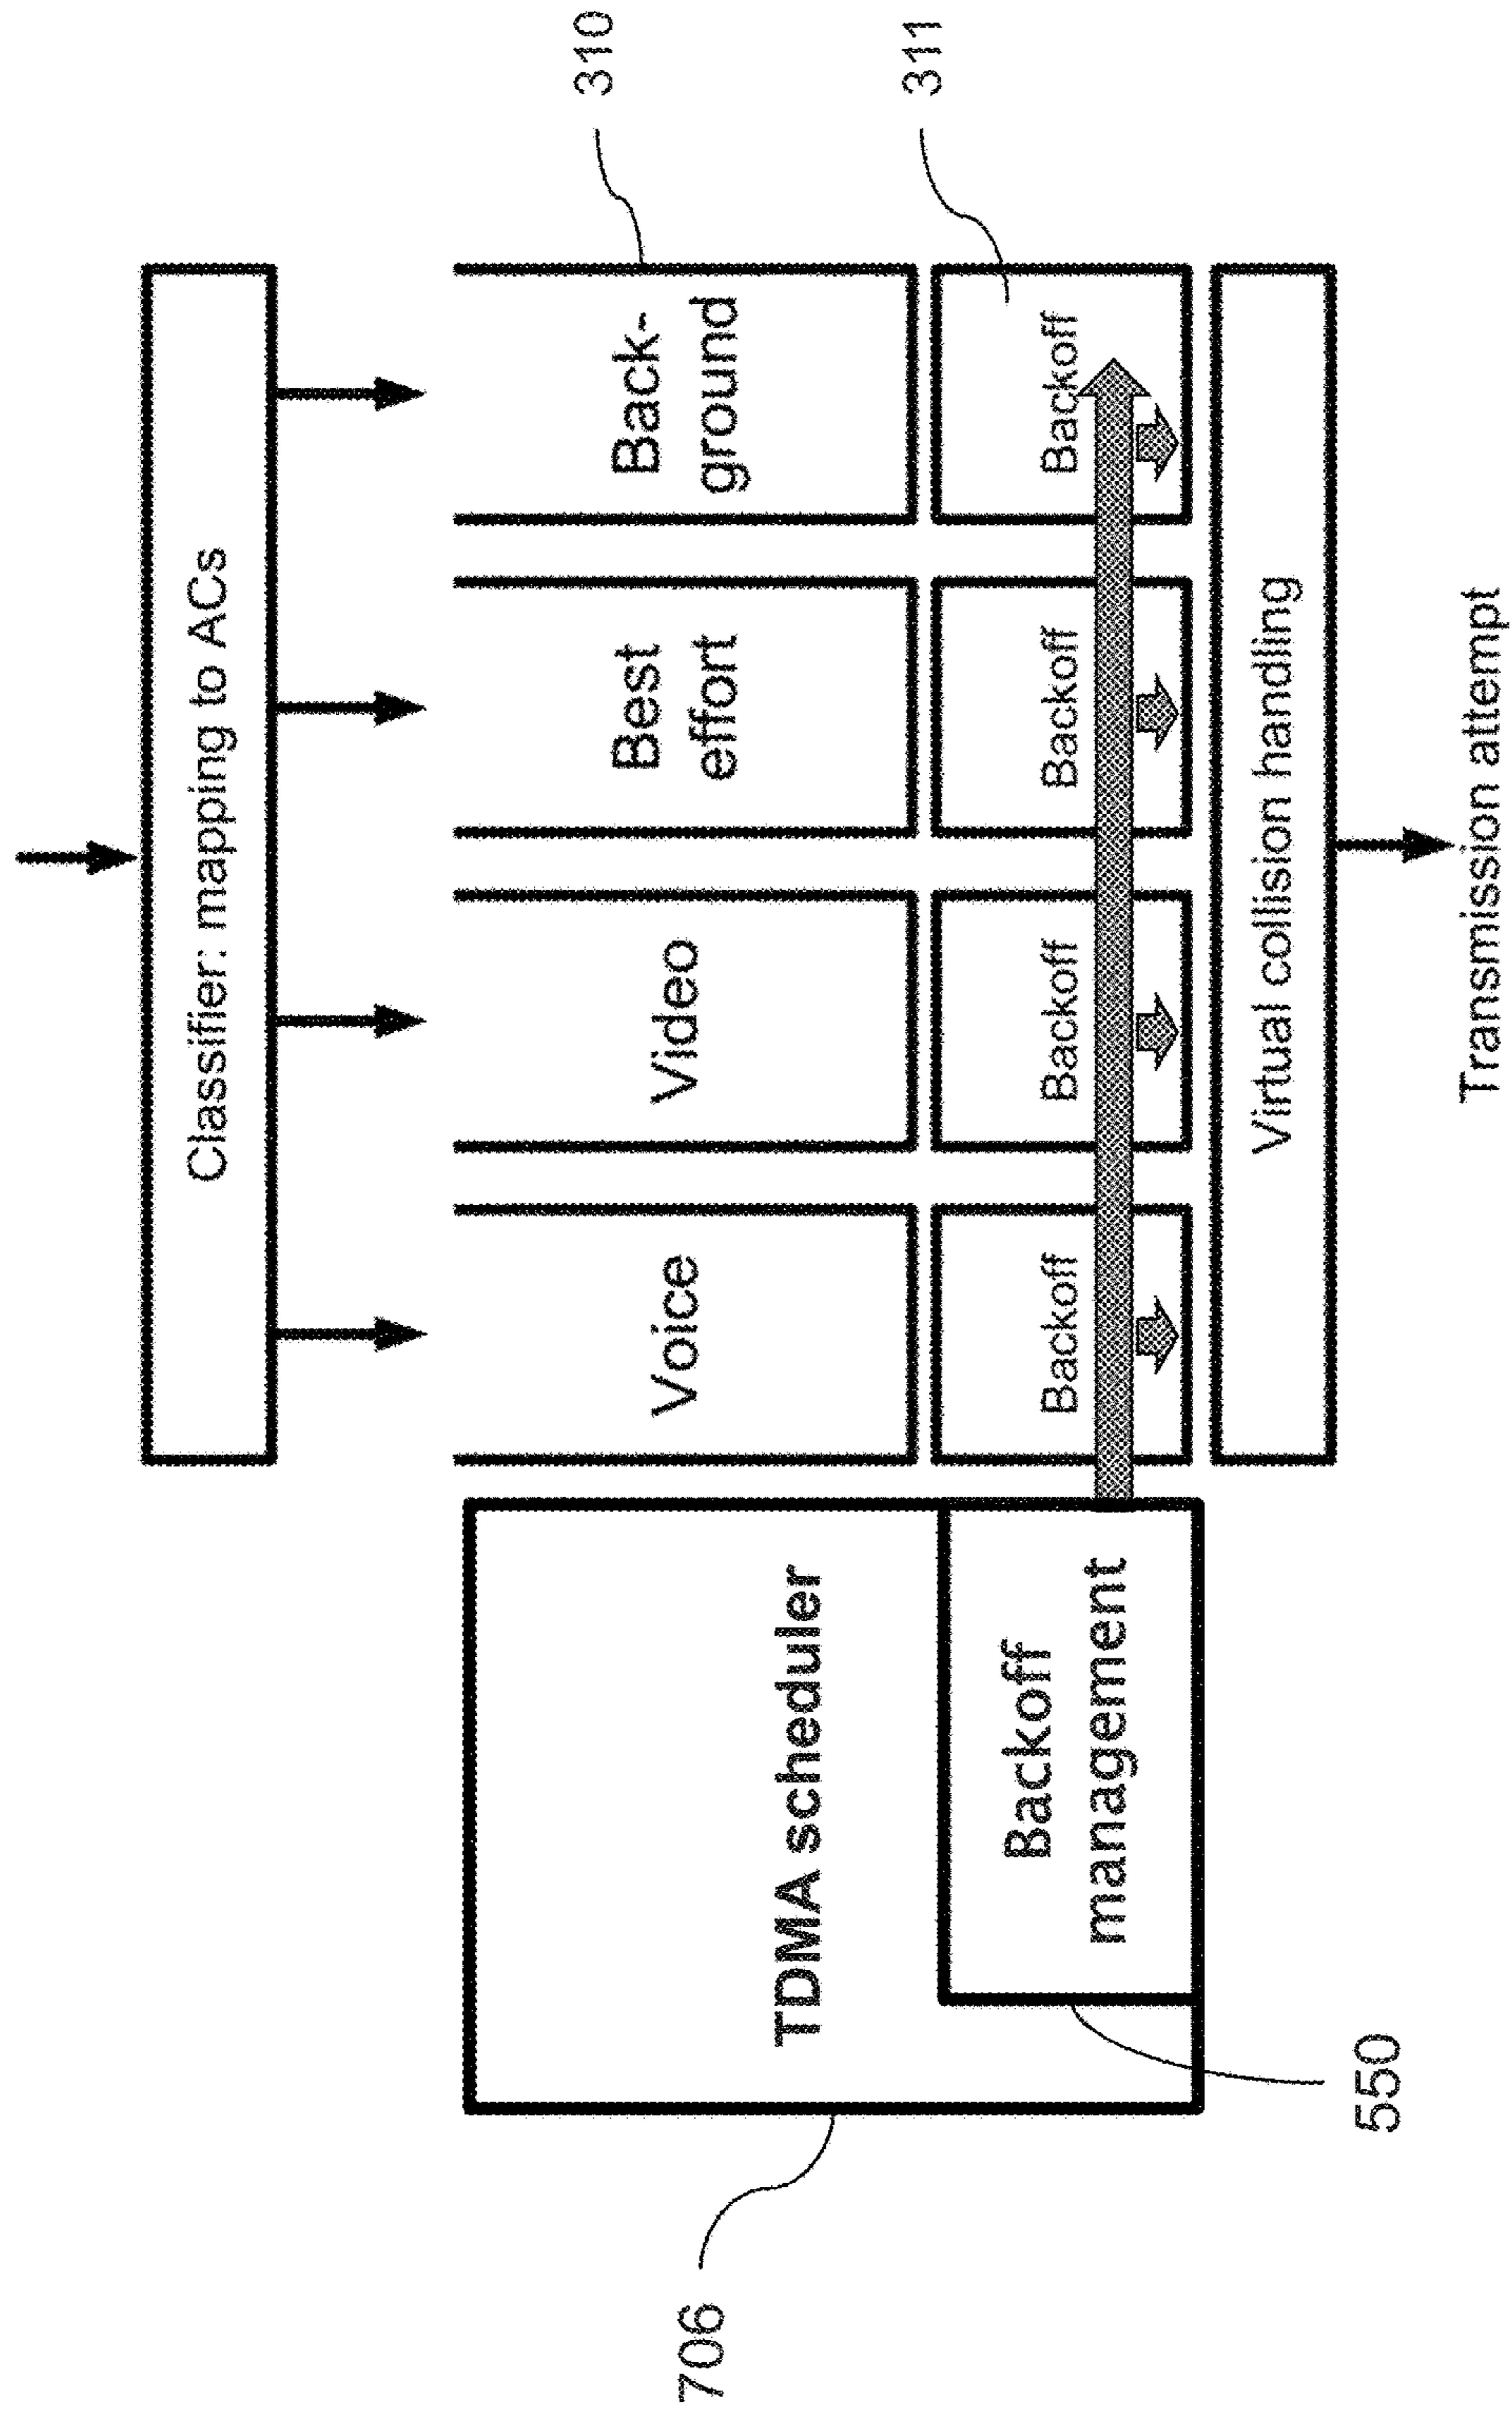 Classifier: mapping to ACs
310
Voice
Video
Best
effort
Back-
ground
311
Backoff
Backoff
Backoff
Backoff
Virtual collision handling
Transmission attempt
706
TDMA scheduler
Backoff
management
550